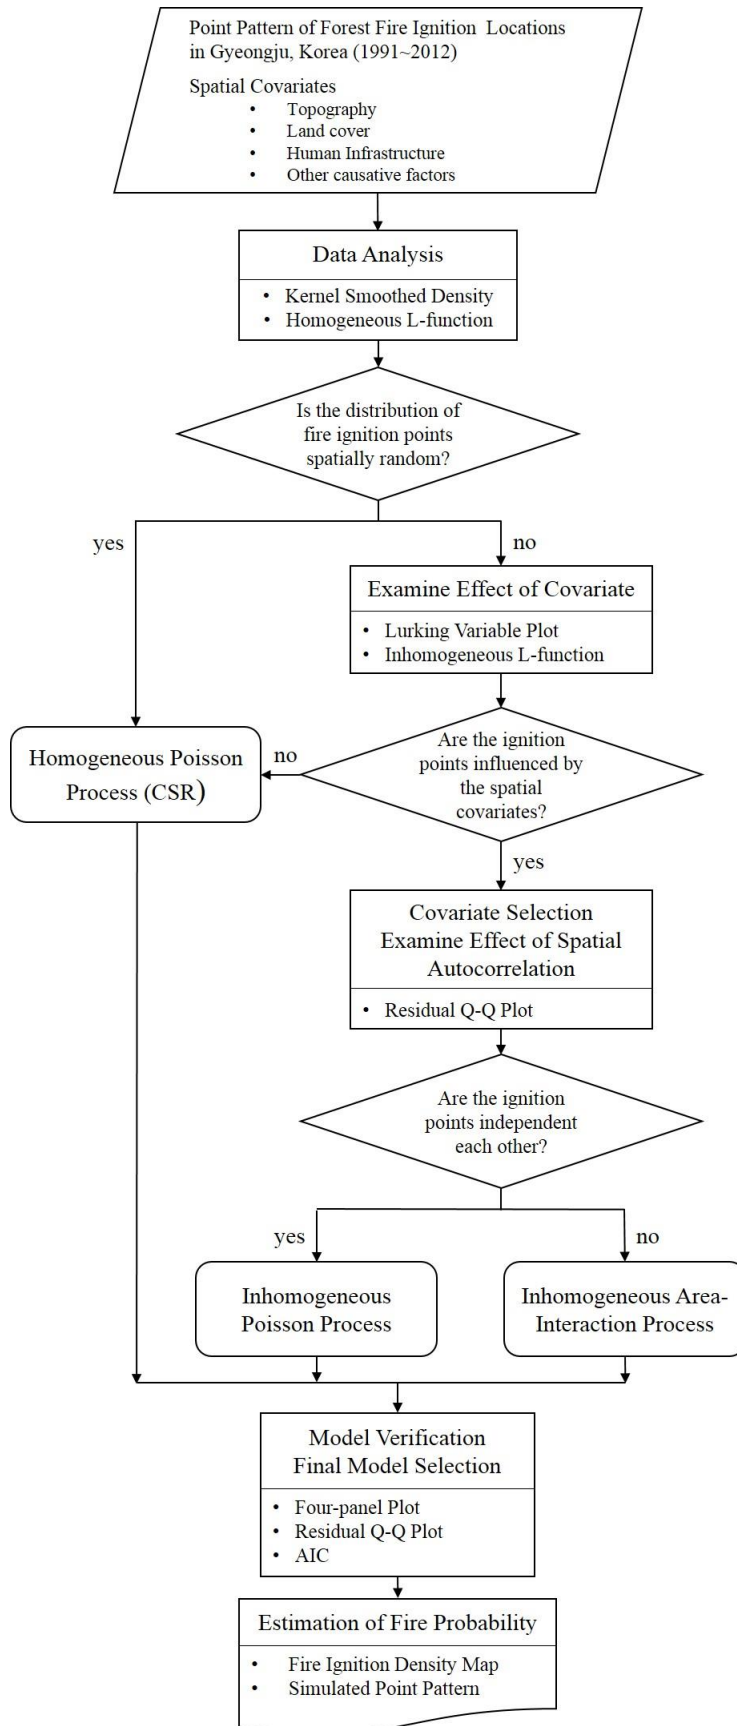 Point Pattern of Forest Fire Ignition Locations
in Gyeongju, Korea (1991~2012)
Spatial Covariates
• Topography
• Land cover
• Human Infrastructure
• Other causative factors
Data Analysis
• Kernel Smoothed Density
• Homogeneous L-function
Is the distribution of
fire ignition points
spatially random?
yes
no
Examine Effect of Covariate
• Lurking Variable Plot
• Inhomogeneous L-function
Homogeneous Poisson
Process (CSR)
no
Are the ignition
points influenced by
the spatial
covariates?
yes
Covariate Selection
Examine Effect of Spatial
Autocorrelation
• Residual Q-Q Plot
Are the ignition
points independent
each other?
yes
no
Inhomogeneous
Poisson Process
Inhomogeneous Area-
Interaction Process
Model Verification
Final Model Selection
• Four-panel Plot
• Residual Q-Q Plot
• AIC
Estimation of Fire Probability
• Fire Ignition Density Map
• Simulated Point Pattern